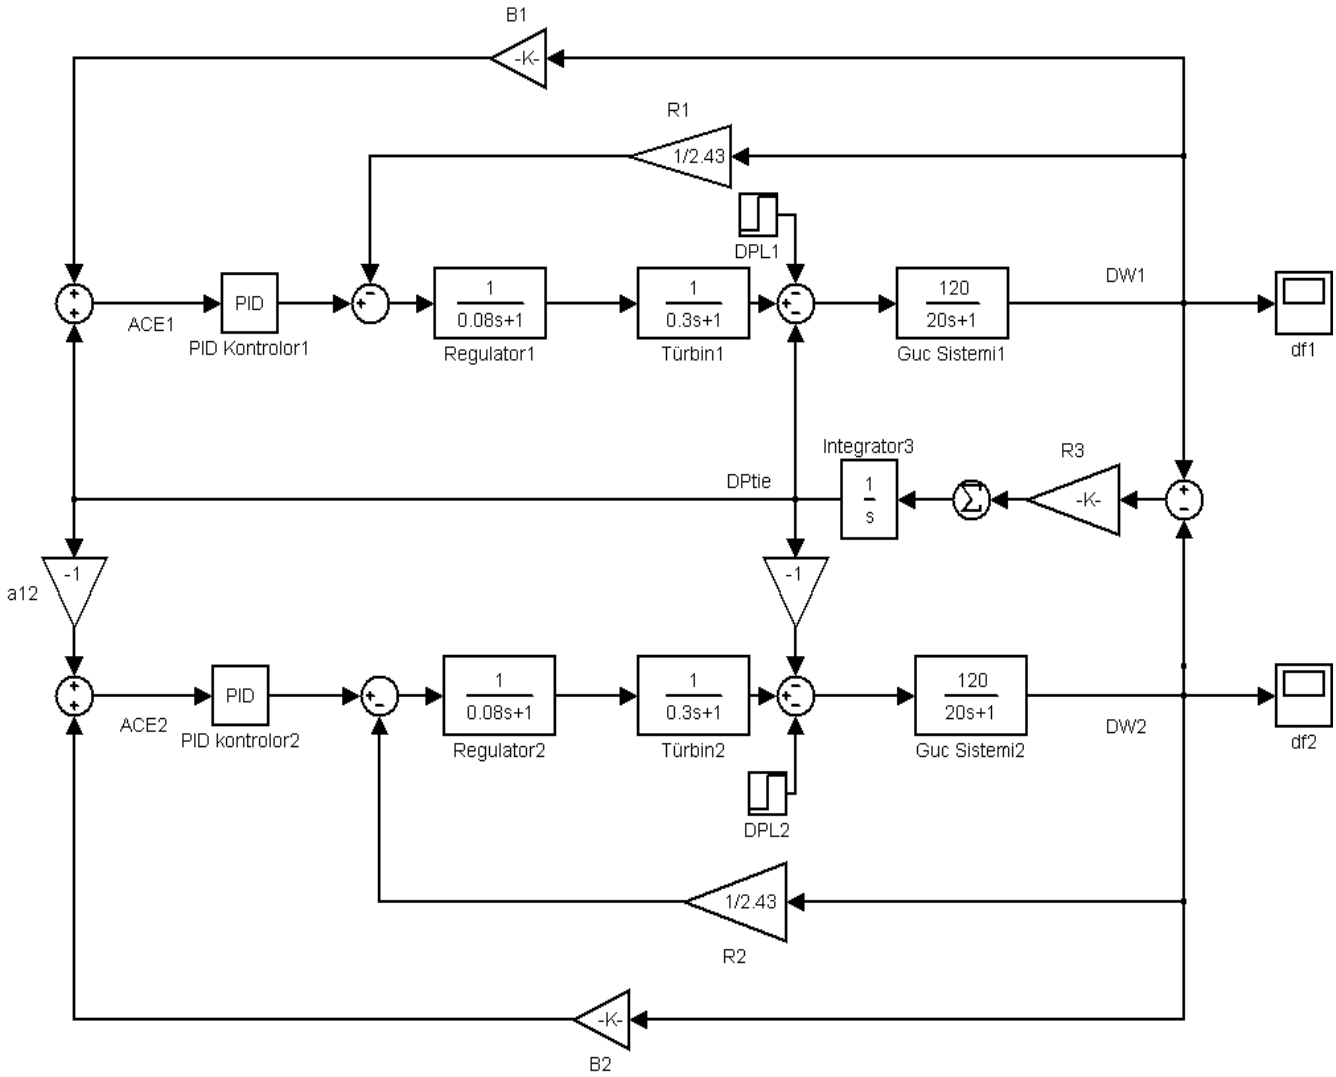 B1
-K-
R1
1/2.43
DPL1
DW1
+
+
ACE1
PID
PID Kontrolor1
+
-
1
0.08s+1
Regulator1
1
0.3s+1
Türbin1
-
+
-
120
20s+1
Guc Sistemi1
df1
Integrator3
1
s
R3
-K-
+
-
Σ
DPtie
-1
a12
-1
+
+
ACE2
PID
PID kontrolor2
+
-
1
0.08s+1
Regulator2
1
0.3s+1
Türbin2
-
+
-
120
20s+1
Guc Sistemi2
DW2
df2
DPL2
1/2.43
R2
-K-
B2